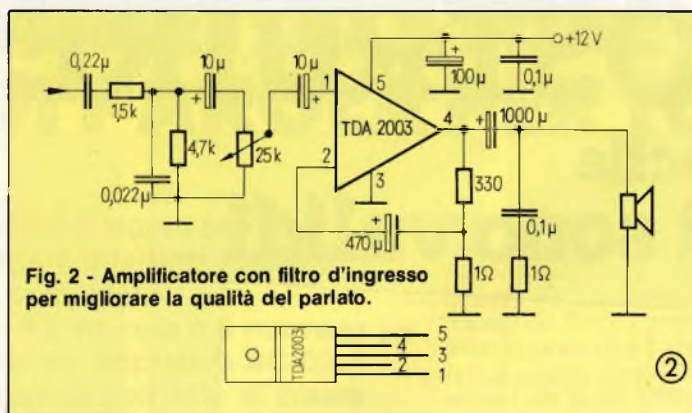 0,22µ
1,5k
0,022µ
4,7k
10µ
+
25k
10µ
+
1
2
TDA 2003
5
3
4
+
100µ
0,1µ
+12V
+
1000µ
330
+
470µ
1Ω
0,1µ
1Ω
Fig. 2 - Amplificatore con filtro d'ingresso
per migliorare la qualità del parlato.
TDA2003
5
4
3
2
1
2